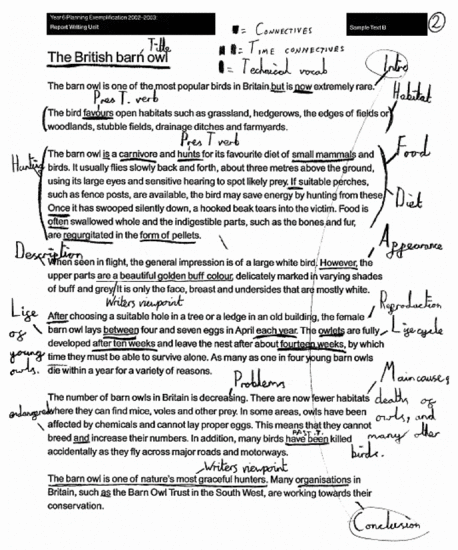 Year 6 Planning Exemplification 2002–2003
Report Writing Unit
Sample Text B
2
= CONNECTIVES
= TIME CONNECTIVES
= Technical vocab
Title
Intro
The British barn owl
The barn owl is one of the most popular birds in Britain but is now extremely rare.
Pres T. verb
Habitat
The bird favours open habitats such as grassland, hedgerows, the edges of fields or
woodlands, stubble fields, drainage ditches and farmyards.
Pres T verb
Food
Hunting
The barn owl is a carnivore and hunts for its favourite diet of small mammals and
birds. It usually flies slowly back and forth, about three metres above the ground,
using its large eyes and sensitive hearing to spot likely prey. If suitable perches,
such as fence posts, are available, the bird may save energy by hunting from these.
Once it has swooped silently down, a hooked beak tears into the victim. Food is
often swallowed whole and the indigestible parts, such as the bones and fur,
are regurgitated in the form of pellets.
Diet
Appearance
Description
When seen in flight, the general impression is of a large white bird. However, the
upper parts are a beautiful golden buff colour, delicately marked in varying shades
of buff and grey. It is only the face, breast and undersides that are mostly white.
Writers viewpoint
Reproduction
Life
of
young
owls.
After choosing a suitable hole in a tree or a ledge in an old building, the female
barn owl lays between four and seven eggs in April each year. The owlets are fully
developed after ten weeks and leave the nest after about fourteen weeks, by which
time they must be able to survive alone. As many as one in four young barn owls
die within a year for a variety of reasons.
Lifecycle
Problems
Main causes
deaths of
owls, and
many other
birds.
endangered
The number of barn owls in Britain is decreasing. There are now fewer habitats
where they can find mice, voles and other prey. In some areas, owls have been
affected by chemicals and cannot lay proper eggs. This means that they cannot
breed and increase their numbers. In addition, many birds have been killed
PAST T.
accidentally as they fly across major roads and motorways.
Writers viewpoint
The barn owl is one of nature's most graceful hunters. Many organisations in
Britain, such as the Barn Owl Trust in the South West, are working towards their
conservation.
Conclusion